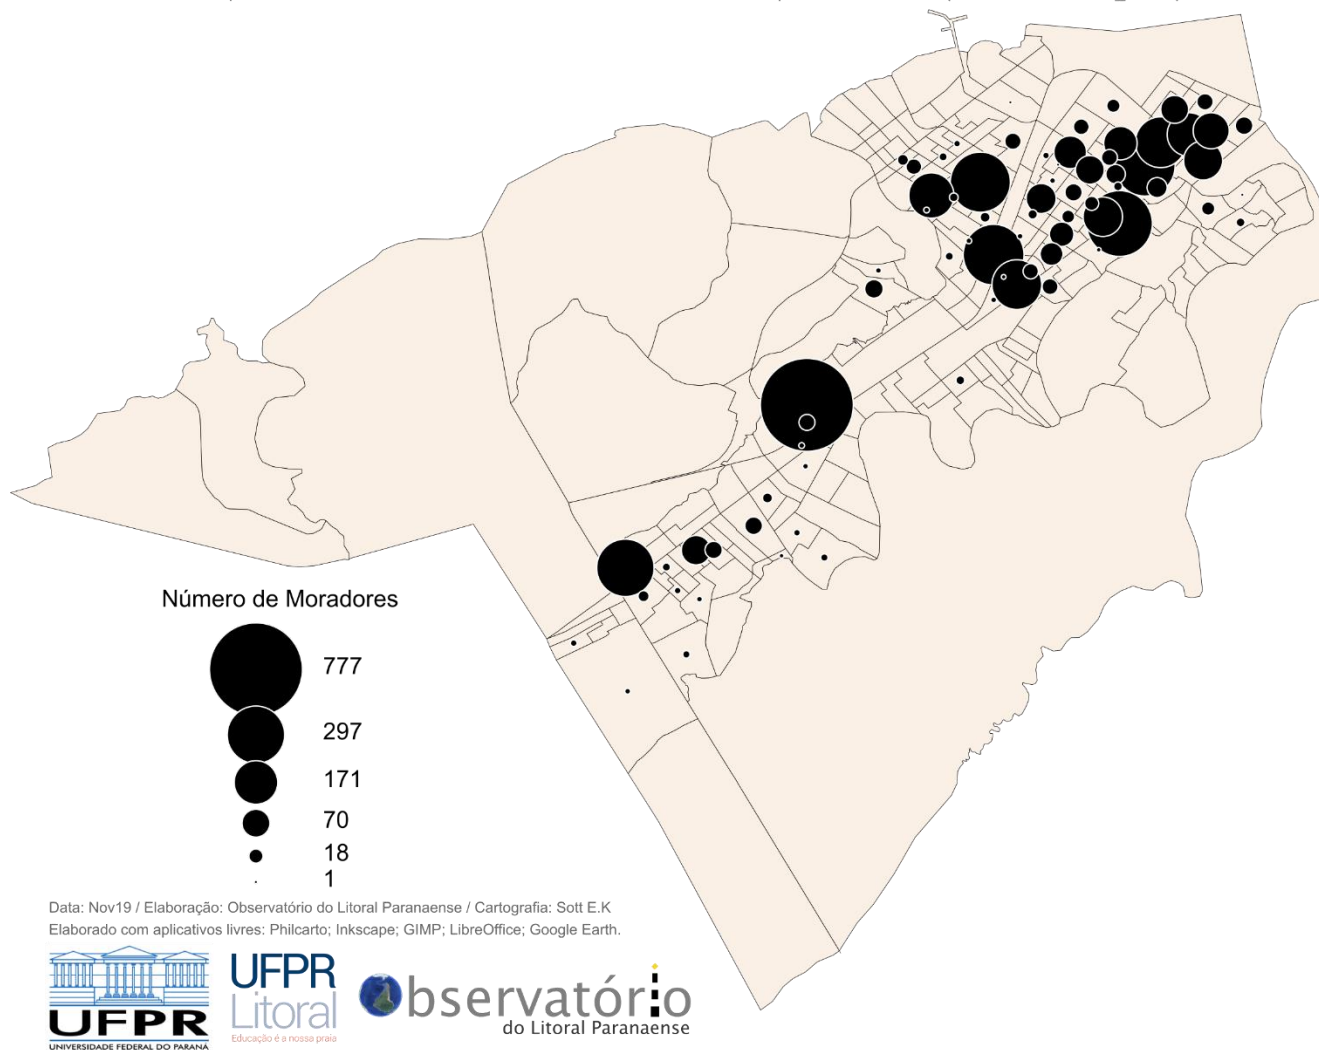 Número de Moradores
777
297
171
70
18
1
Data: Nov19 / Elaboração: Observatório do Litoral Paranaense / Cartografia: Sott E.K
Elaborado com aplicativos livres: Philcarto; Inkscape; GIMP; LibreOffice; Google Earth.
UFPR
UNIVERSIDADE FEDERAL DO PARANÁ
UFPR
Litoral
Educação é a nossa praia
Observatório
do Litoral Paranaense